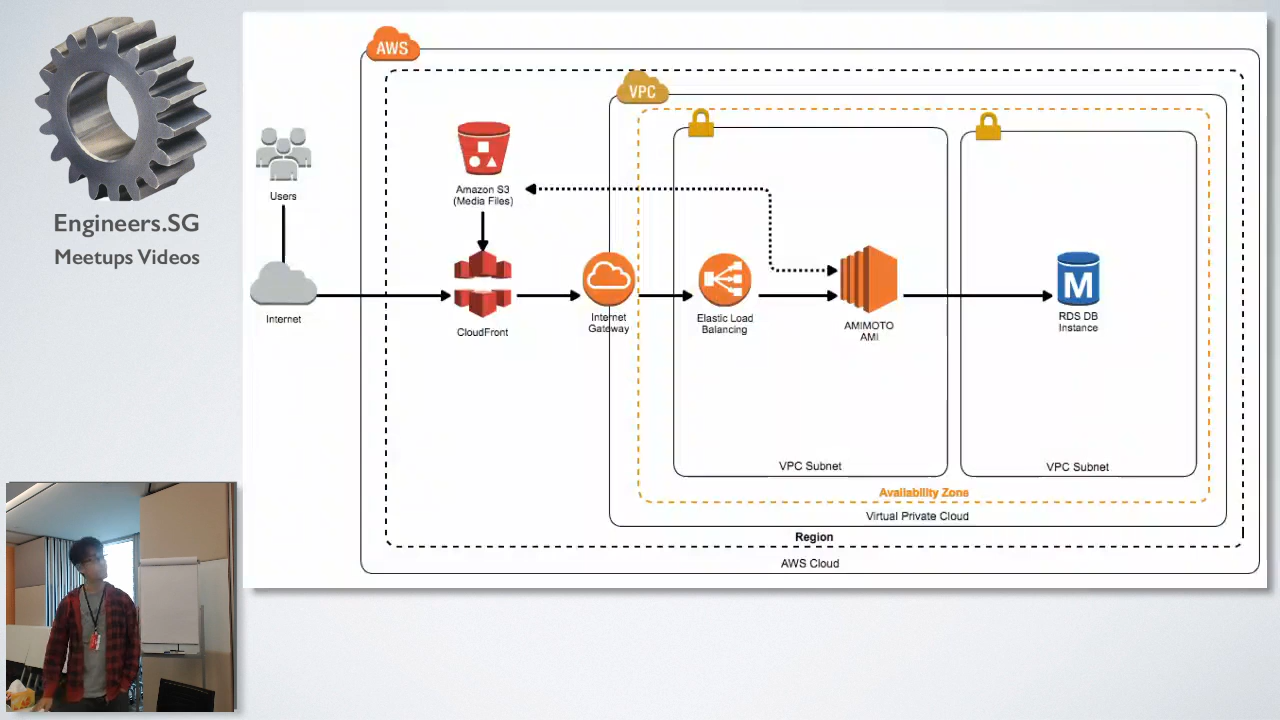 Engineers.SG
Meetups Videos
AWS
VPC
Users
Internet
Amazon S3
(Media Files)
CloudFront
Internet
Gateway
Elastic Load
Balancing
AMIMOTO
AMI
M
RDS DB
Instance
VPC Subnet
VPC Subnet
Availability Zone
Virtual Private Cloud
Region
AWS Cloud